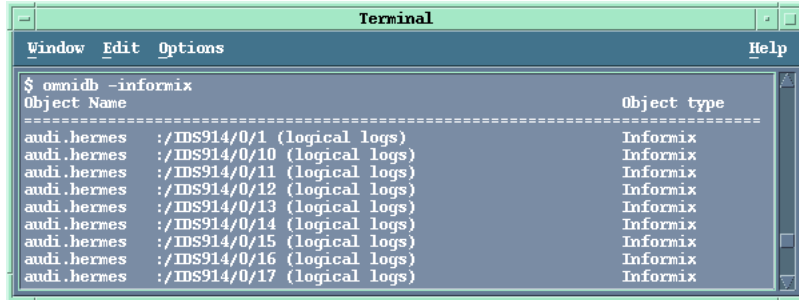 Terminal
Window Edit Options Help
$ omnidb -informix
Object Name Object type
===============================================================================
audi.hermes :/IDS914/0/1 (logical logs) Informix
audi.hermes :/IDS914/0/10 (logical logs) Informix
audi.hermes :/IDS914/0/11 (logical logs) Informix
audi.hermes :/IDS914/0/12 (logical logs) Informix
audi.hermes :/IDS914/0/13 (logical logs) Informix
audi.hermes :/IDS914/0/14 (logical logs) Informix
audi.hermes :/IDS914/0/15 (logical logs) Informix
audi.hermes :/IDS914/0/16 (logical logs) Informix
audi.hermes :/IDS914/0/17 (logical logs) Informix